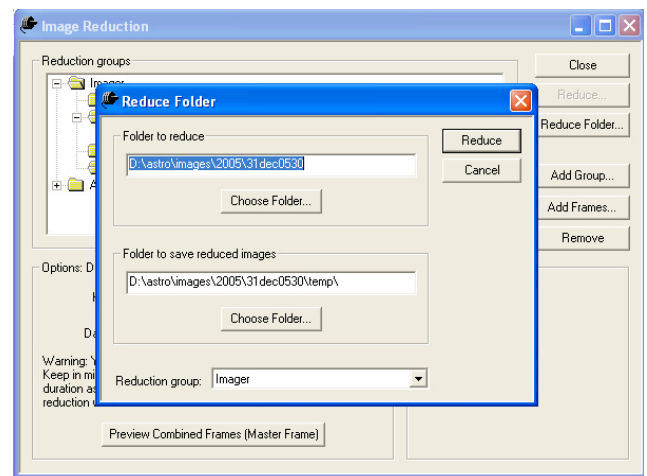 Image Reduction
Reduction groups
Close
Reduce...
Reduce Folder...
Add Group...
Add Frames...
Remove
Reduce Folder
Folder to reduce
D:\astro\images\2005\31dec0530
Choose Folder...
Reduce
Cancel
Folder to save reduced images
D:\astro\images\2005\31dec0530\temp\
Choose Folder...
Reduction group: Imager
Options: D
Warning:
Keep in
duration
reduction
Preview Combined Frames (Master Frame)